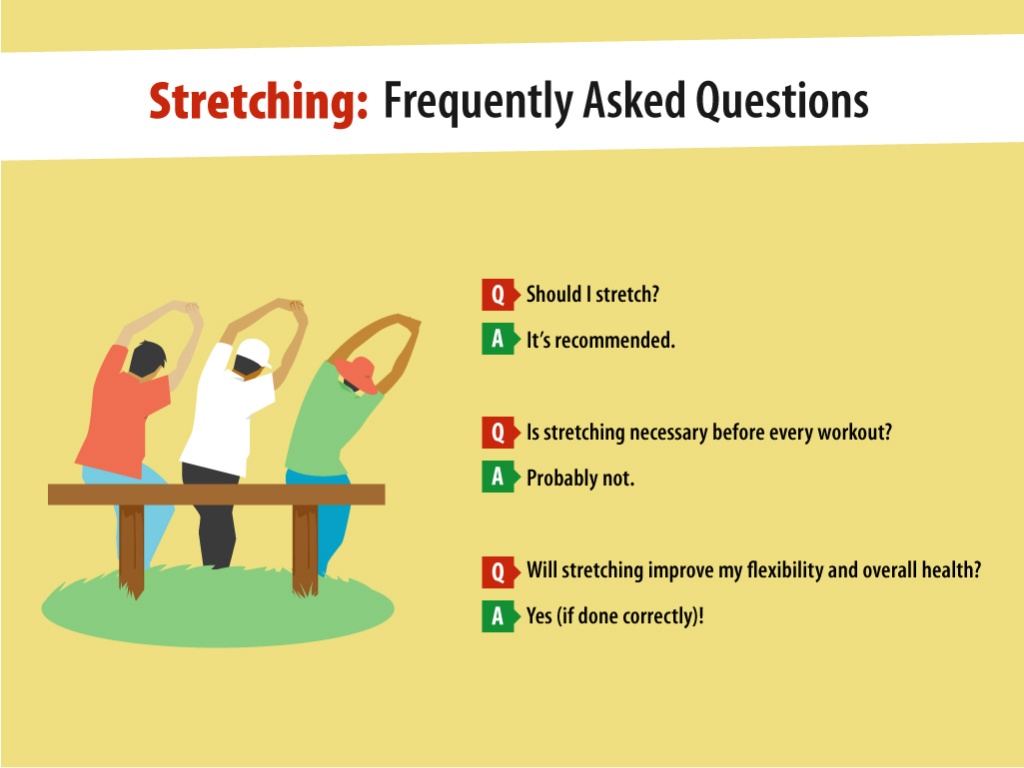 Stretching: Frequently Asked Questions
Q Should I stretch?
A It's recommended.
Q Is stretching necessary before every workout?
A Probably not.
Q Will stretching improve my flexibility and overall health?
A Yes (if done correctly)!